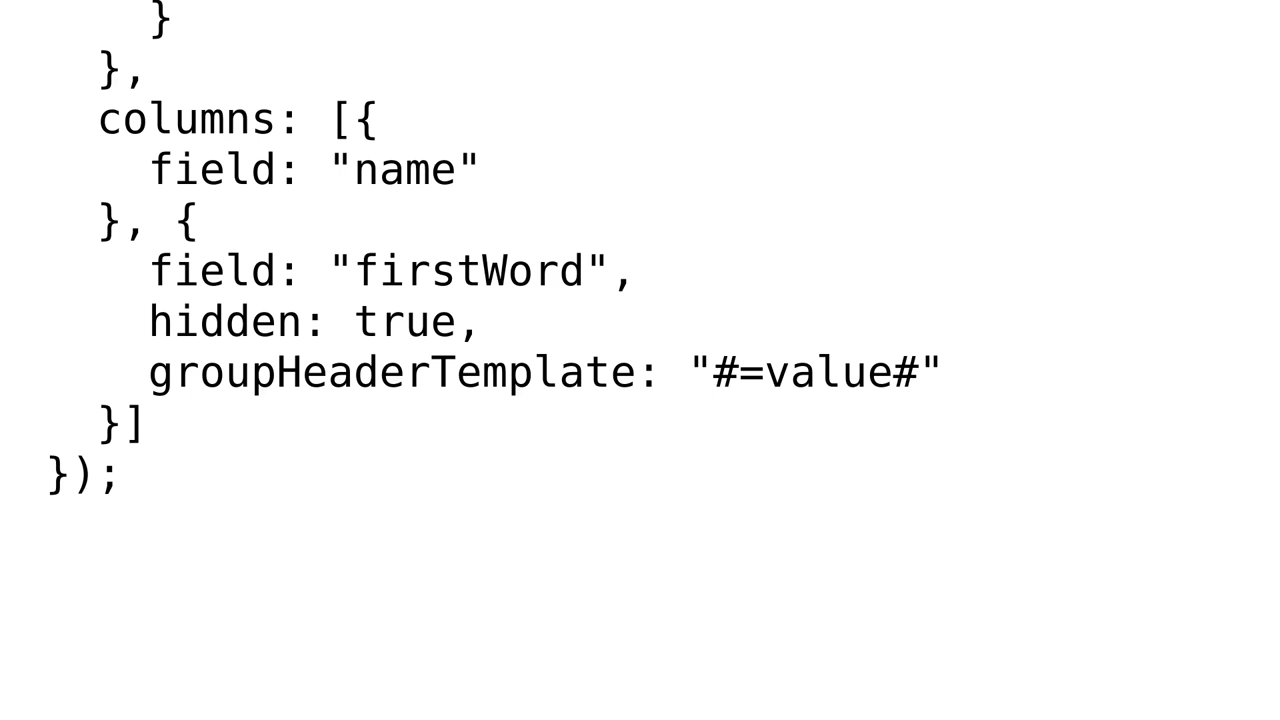 }
  },
  columns: [{
    field: "name"
  }, {
    field: "firstWord",
    hidden: true,
    groupHeaderTemplate: "#=value#"
  }]
});